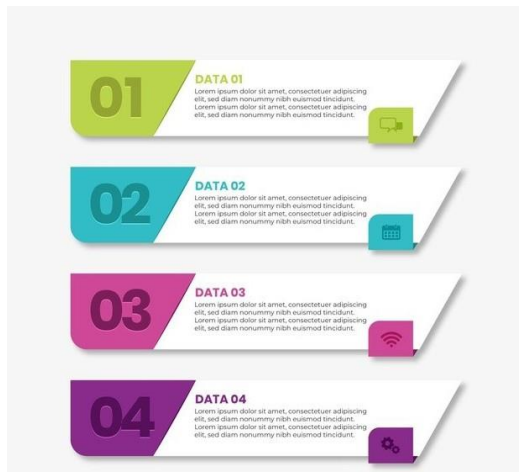 01
DATA 01
Lorem ipsum dolor sit amet, consectetuer adipiscing
elit, sed diam nonummy nibh euismod tincidunt.
Lorem ipsum dolor sit amet, consectetuer adipiscing
elit, sed diam nonummy nibh euismod tincidunt.
02
DATA 02
Lorem ipsum dolor sit amet, consectetuer adipiscing
elit, sed diam nonummy nibh euismod tincidunt.
Lorem ipsum dolor sit amet, consectetuer adipiscing
elit, sed diam nonummy nibh euismod tincidunt.
03
DATA 03
Lorem ipsum dolor sit amet, consectetuer adipiscing
elit, sed diam nonummy nibh euismod tincidunt.
Lorem ipsum dolor sit amet, consectetuer adipiscing
elit, sed diam nonummy nibh euismod tincidunt.
04
DATA 04
Lorem ipsum dolor sit amet, consectetuer adipiscing
elit, sed diam nonummy nibh euismod tincidunt.
Lorem ipsum dolor sit amet, consectetuer adipiscing
elit, sed diam nonummy nibh euismod tincidunt.